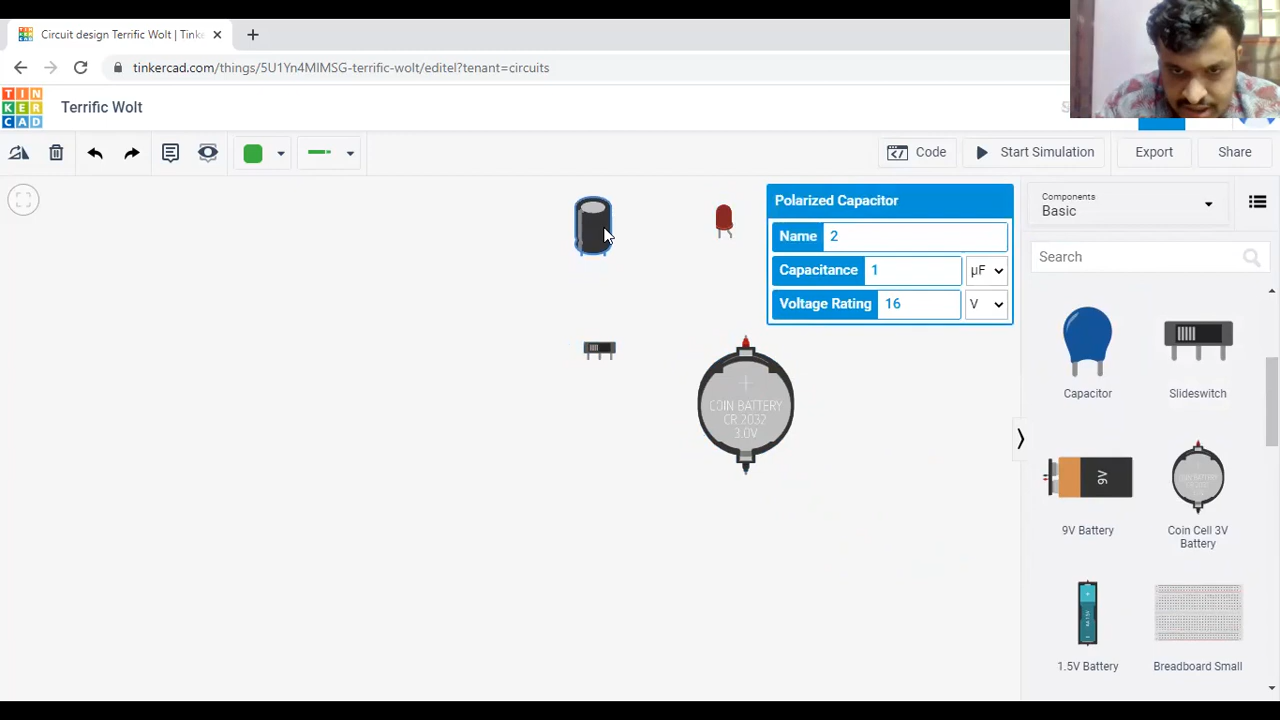 Circuit design Terrific Wolt | Tink
tinkercad.com/things/5U1Yn4MIMSG-terrific-wolt/editel?tenant=circuits
TIN
KER
CAD
Terrific Wolt
Code
Start Simulation
Export
Share
Polarized Capacitor
Name 2
Capacitance 1 µF
Voltage Rating 16 V
COIN BATTERY
CR 2032
3.0V
Components
Basic
Search
Capacitor
Slideswitch
9V
9V Battery
Coin Cell 3V
Battery
1.5V Battery
Breadboard Small